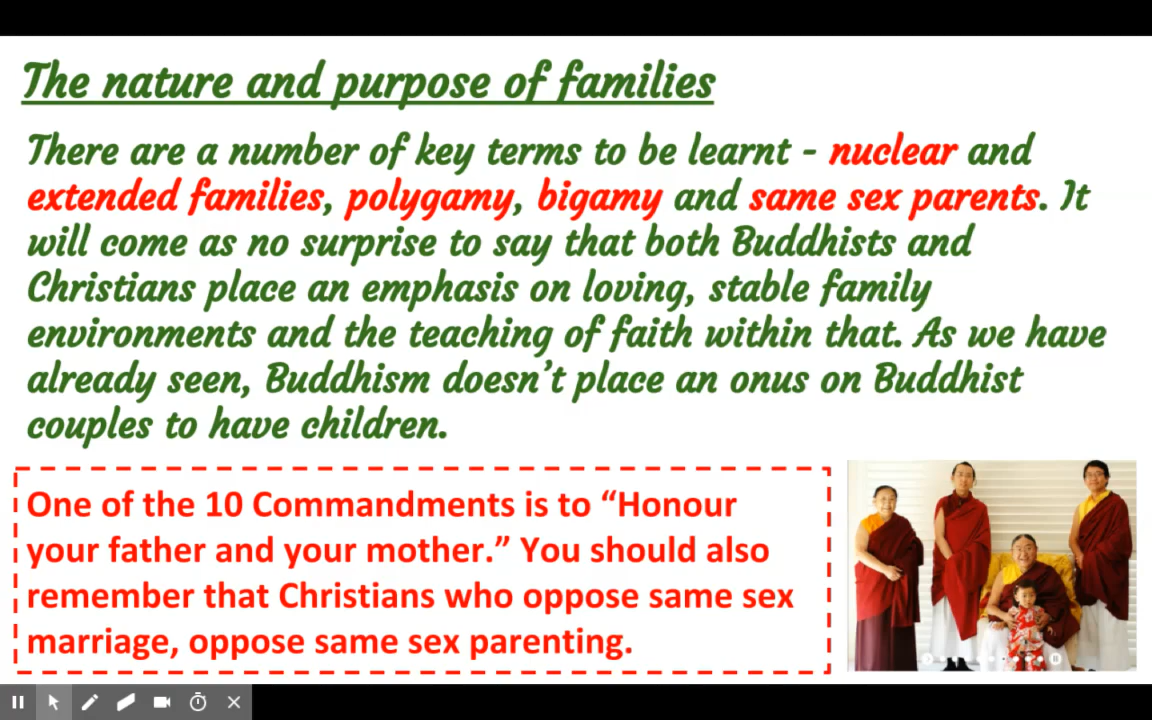 The nature and purpose of families
There are a number of key terms to be learnt - nuclear and
extended families, polygamy, bigamy and same sex parents. It
will come as no surprise to say that both Buddhists and
Christians place an emphasis on loving, stable family
environments and the teaching of faith within that. As we have
already seen, Buddhism doesn’t place an onus on Buddhist
couples to have children.
One of the 10 Commandments is to “Honour
your father and your mother.” You should also
remember that Christians who oppose same sex
marriage, oppose same sex parenting.